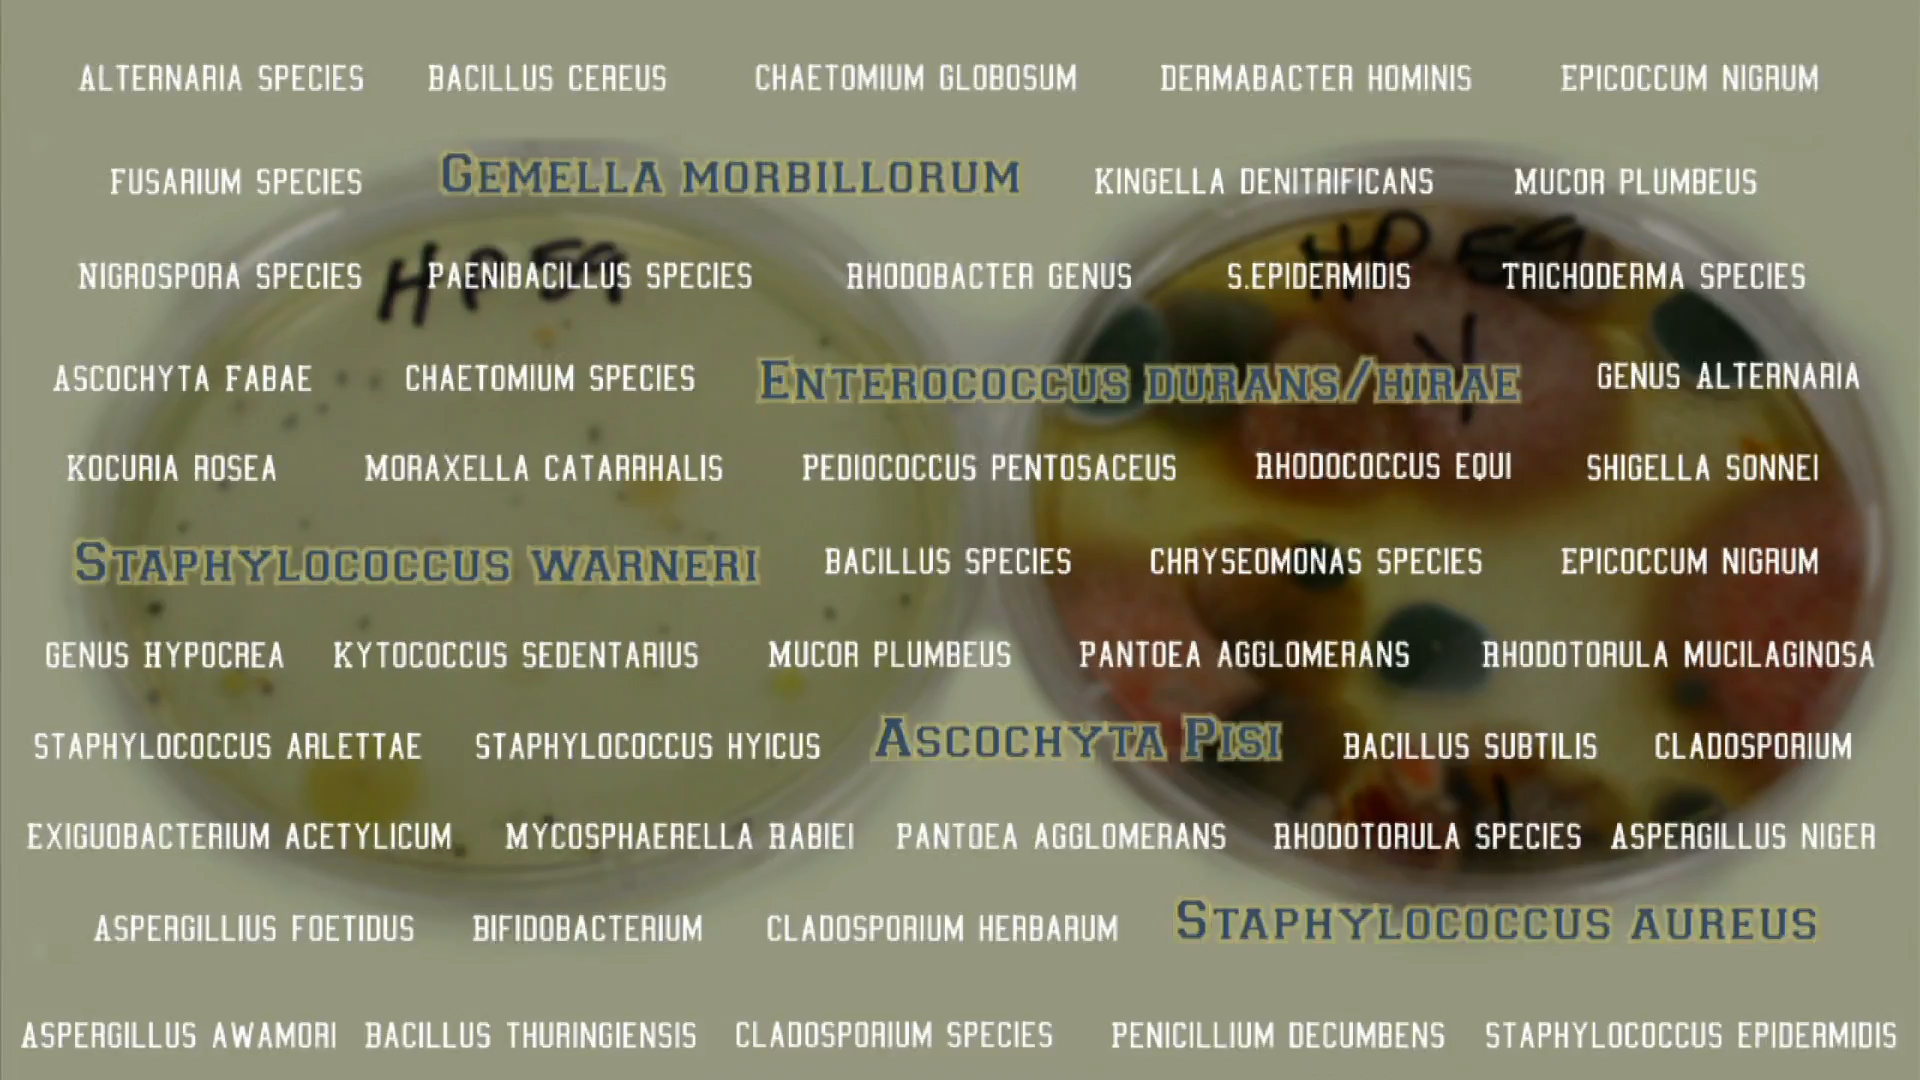 ALTERNARIA SPECIES BACILLUS CEREUS CHAETOMIUM GLOBOSUM DERMABACTER HOMINIS EPICOCCUM NIGRUM
FUSARIUM SPECIES GEMELLA MORBILLORUM KINGELLA DENITRIFICANS MUCOR PLUMBEUS
HP EQ HP EQ
NIGROSPORA SPECIES PAENIBACILLUS SPECIES RHODOBACTER GENUS S.EPIDERMIDIS TRICHODERMA SPECIES
Y
ASCOCHYTA FABAE CHAETOMIUM SPECIES ENTEROCOCCUS DURANS/HIRAE GENUS ALTERNARIA
KOCURIA ROSEA MORAXELLA CATARRHALIS PEDIOCOCCUS PENTOSACEUS RHODOCOCCUS EQUI SHIGELLA SONNEI
STAPHYLOCOCCUS WARNERI BACILLUS SPECIES CHRYSEOMONAS SPECIES EPICOCCUM NIGRUM
GENUS HYPOCREA KYTOCOCCUS SEDENTARIUS MUCOR PLUMBEUS PANTOEA AGGLOMERANS RHODOTORULA MUCILAGINOSA
STAPHYLOCOCCUS ARLETTAE STAPHYLOCOCCUS HYICUS ASCOCHYTA PISI BACILLUS SUBTILIS CLADOSPORIUM
EXIGUOBACTERIUM ACETYLICUM MYCOSPHAERELLA RABIEI PANTOEA AGGLOMERANS RHODOTORULA SPECIES ASPERGILLUS NIGER
ASPERGILLIUS FOETIDUS BIFIDOBACTERIUM CLADOSPORIUM HERBARUM STAPHYLOCOCCUS AUREUS
ASPERGILLUS AWAMORI BACILLUS THURINGIENSIS CLADOSPORIUM SPECIES PENICILLIUM DECUMBENS STAPHYLOCOCCUS EPIDERMIDIS